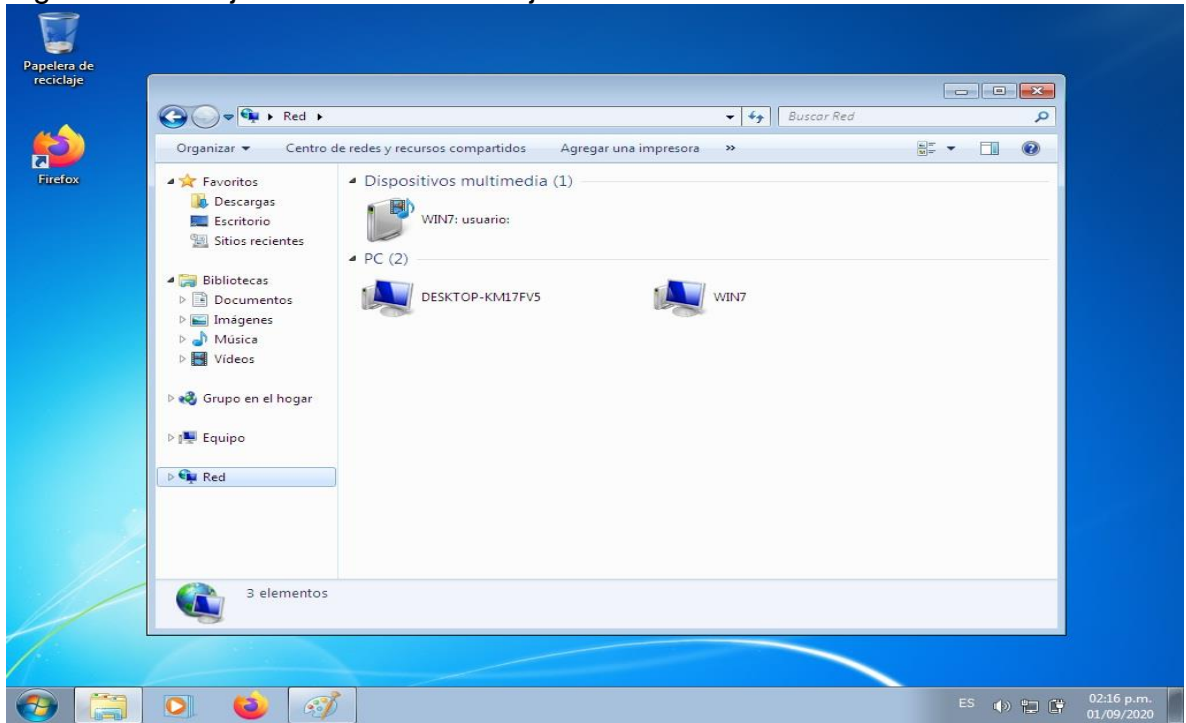 Papelera de
reciclaje
Firefox
Red
Buscar Red
Organizar
Centro de redes y recursos compartidos
Agregar una impresora
»
Favoritos
Descargas
Escritorio
Sitios recientes
Bibliotecas
Documentos
Imágenes
Música
Vídeos
Grupo en el hogar
Equipo
Red
Dispositivos multimedia (1)
WIN7: usuario:
PC (2)
DESKTOP-KM17FV5
WIN7
3 elementos
ES
02:16 p.m.
01/09/2020